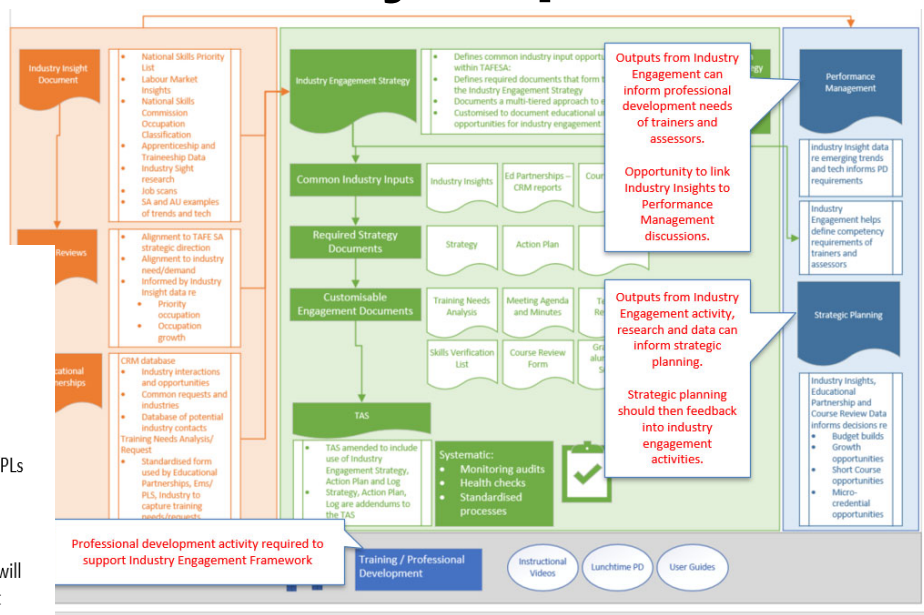 Industry Insight
Document
National Skills Priority
List
Labour Market
Insights
National Skills
Commission
Occupation
Classification
Apprenticeship and
Traineeship Data
Industry Sight
research
Job scans
SA and AU examples
of trends and tech
Reviews
Alignment to TAFE SA
strategic direction
Alignment to industry
need/demand
Informed by Industry
Insight data re
Priority
occupation
Occupation
growth
CRM database
Industry interactions
and opportunities
Common requests and
industries
Database of potential
industry contacts
Training Needs Analysis/
Request
Standardised form
used by Educational
Partnerships, Ems/
PLS, Industry to
capture training
needs/requests
PLs
will
Industry Engagement Strategy
Defines common industry input
within TAFESA:
Defines required documents that form
the Industry Engagement Strategy
Documents a multi-tiered approach to
Customised to document educational
opportunities for industry engagement
Common Industry Inputs
Industry Insights
Ed Partnerships –
CRM reports
Required Strategy
Documents
Strategy
Action Plan
Customisable
Engagement Documents
Training Needs
Analysis
Meeting Agenda
and Minutes
Skills Verification
List
Course Review
Form
TAS
TAS amended to include
use of Industry
Engagement Strategy,
Action Plan and Log
Strategy, Action Plan,
Log are addendums to
the TAS
Systematic:
Monitoring audits
Health checks
Standardised
processes
Outputs from Industry
Engagement can
inform professional
development needs
of trainers and
assessors.
Opportunity to link
Industry Insights to
Performance
Management
discussions.
Outputs from Industry
Engagement activity,
research and data can
inform strategic
planning.
Strategic planning
should then feedback
into industry
engagement
activities.
Performance
Management
industry Insight data
re emerging trends
and tech informs PD
requirements
Industry
Engagement helps
define competency
requirements of
trainers and
assessors
Strategic Planning
Industry Insights,
Educational
Partnership and
Course Review Data
informs decisions re
Budget builds
Growth
opportunities
Short Course
opportunities
Micro-
credential
opportunities
Professional development activity required to
support Industry Engagement Framework
Training / Professional
Development
Instructional
Videos
Lunchtime PD
User Guides